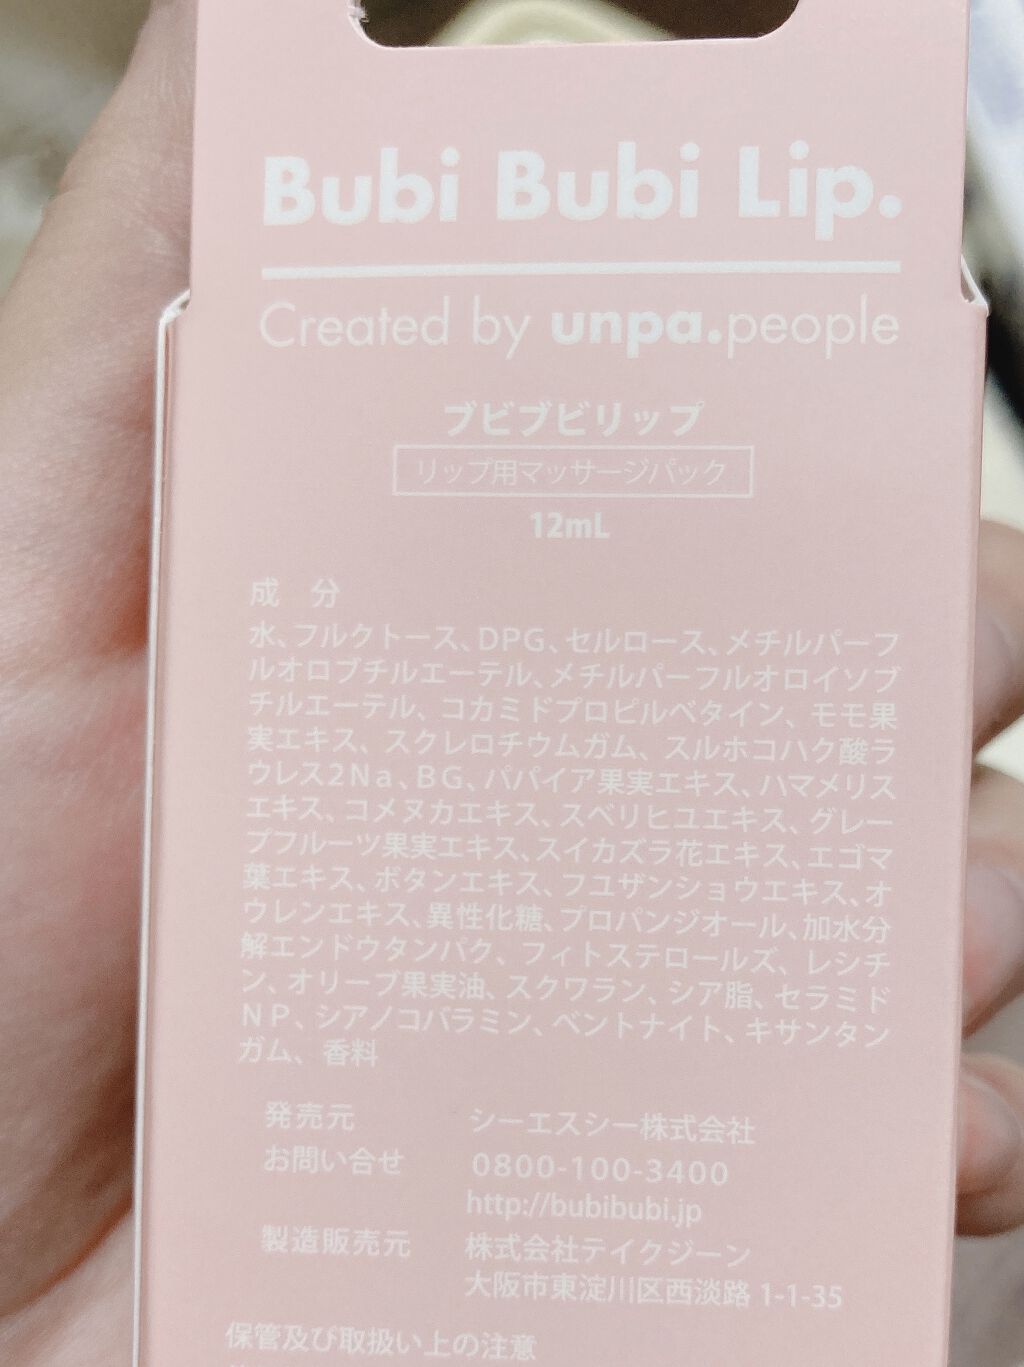 Bubi Bubi Lip.
Created by unpa.people
ブビブビリップ
リップ用マッサージパック
12mL
成 分
水、フルクトース、DPG、セルロース、メチルパーフ
ルオロブチルエーテル、メチルパーフルオロイソブ
チルエーテル、コカミドプロピルベタイン、モモ果
実エキス、スクレロチウムガム、スルホコハク酸ラ
ウレス2Na、BG、パパイア果実エキス、ハマメリス
エキス、コメヌカエキス、スベリヒユエキス、グレー
プフルーツ果実エキス、スイカズラ花エキス、エゴマ
葉エキス、ボタンエキス、フユザンショウエキス、オ
ウレンエキス、異性化糖、プロパンジオール、加水分
解エンドウタンパク、フィトステロールズ、レシチ
ン、オリーブ果実油、スクワラン、シア脂、セラミド
NP、シアノコバラミン、ベントナイト、キサンタン
ガム、香料
発売元 シーエスシー株式会社
お問い合せ 0800-100-3400
http://bubibubi.jp
製造販売元 株式会社テイクジーン
大阪市東淀川区西淡路 1-1-35
保管及び取扱い上の注意